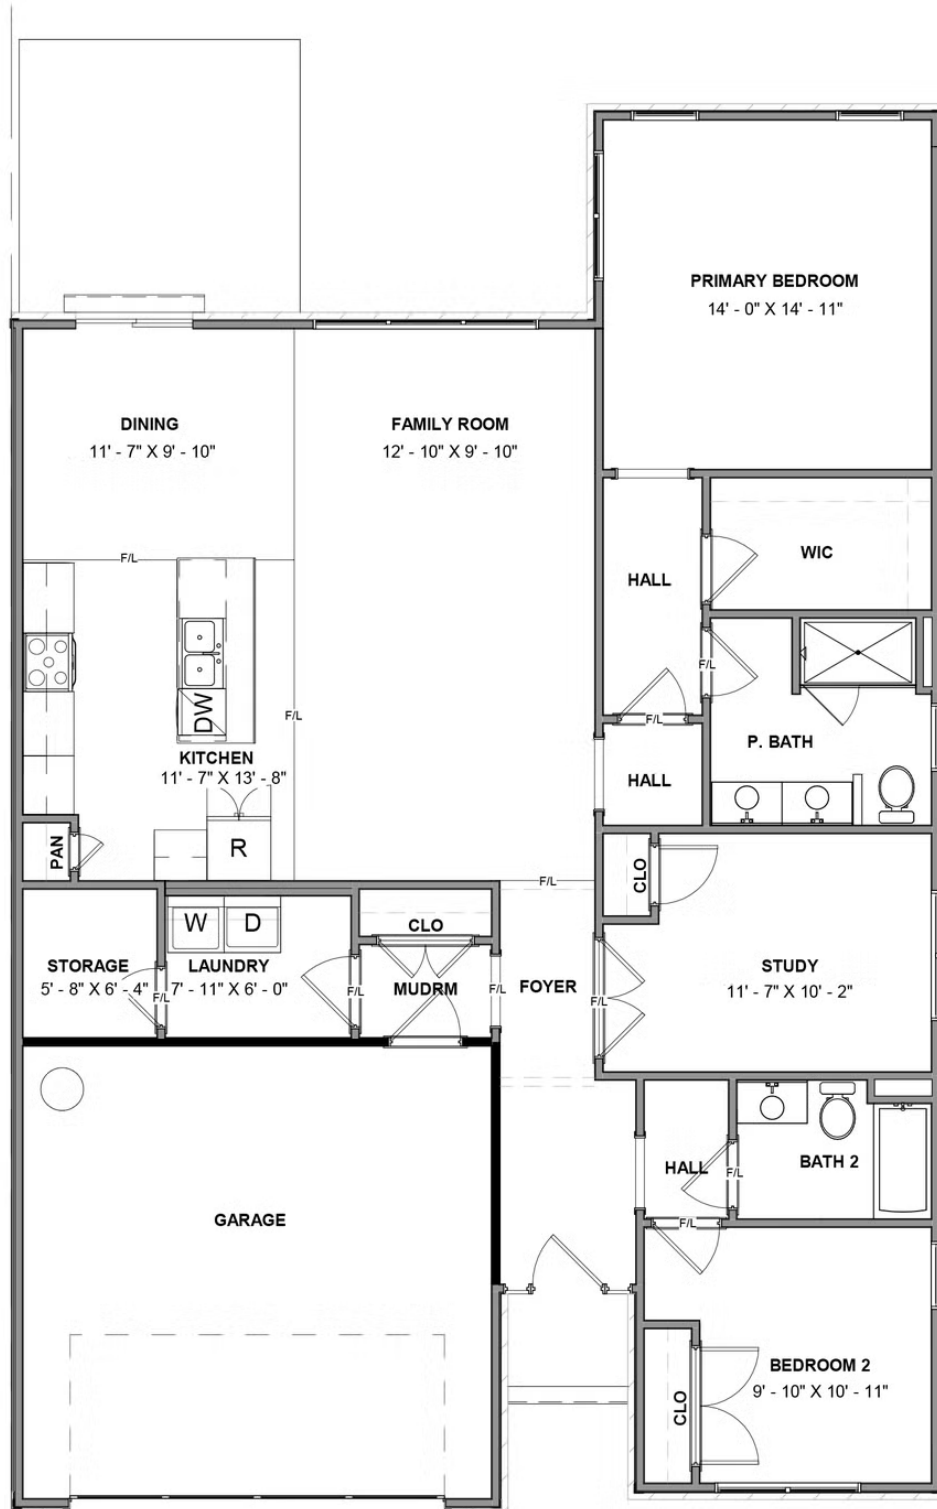 PRIMARY BEDROOM
14' - 0" X 14' - 11"
DINING
11' - 7" X 9' - 10"
FAMILY ROOM
12' - 10" X 9' - 10"
F/L
HALL
WIC
F/L
DW
F/L
F/L
KITCHEN
11' - 7" X 13' - 8"
P. BATH
HALL
PAN
R
F/L
CLO
W
D
CLO
STORAGE
5' - 8" X 6' - 4"
F/L
LAUNDRY
7' - 11" X 6' - 0"
F/L
MUDRM
F/L
FOYER
F/L
STUDY
11' - 7" X 10' - 2"
HALL
F/L
BATH 2
F/L
GARAGE
BEDROOM 2
9' - 10" X 10' - 11"
CLO